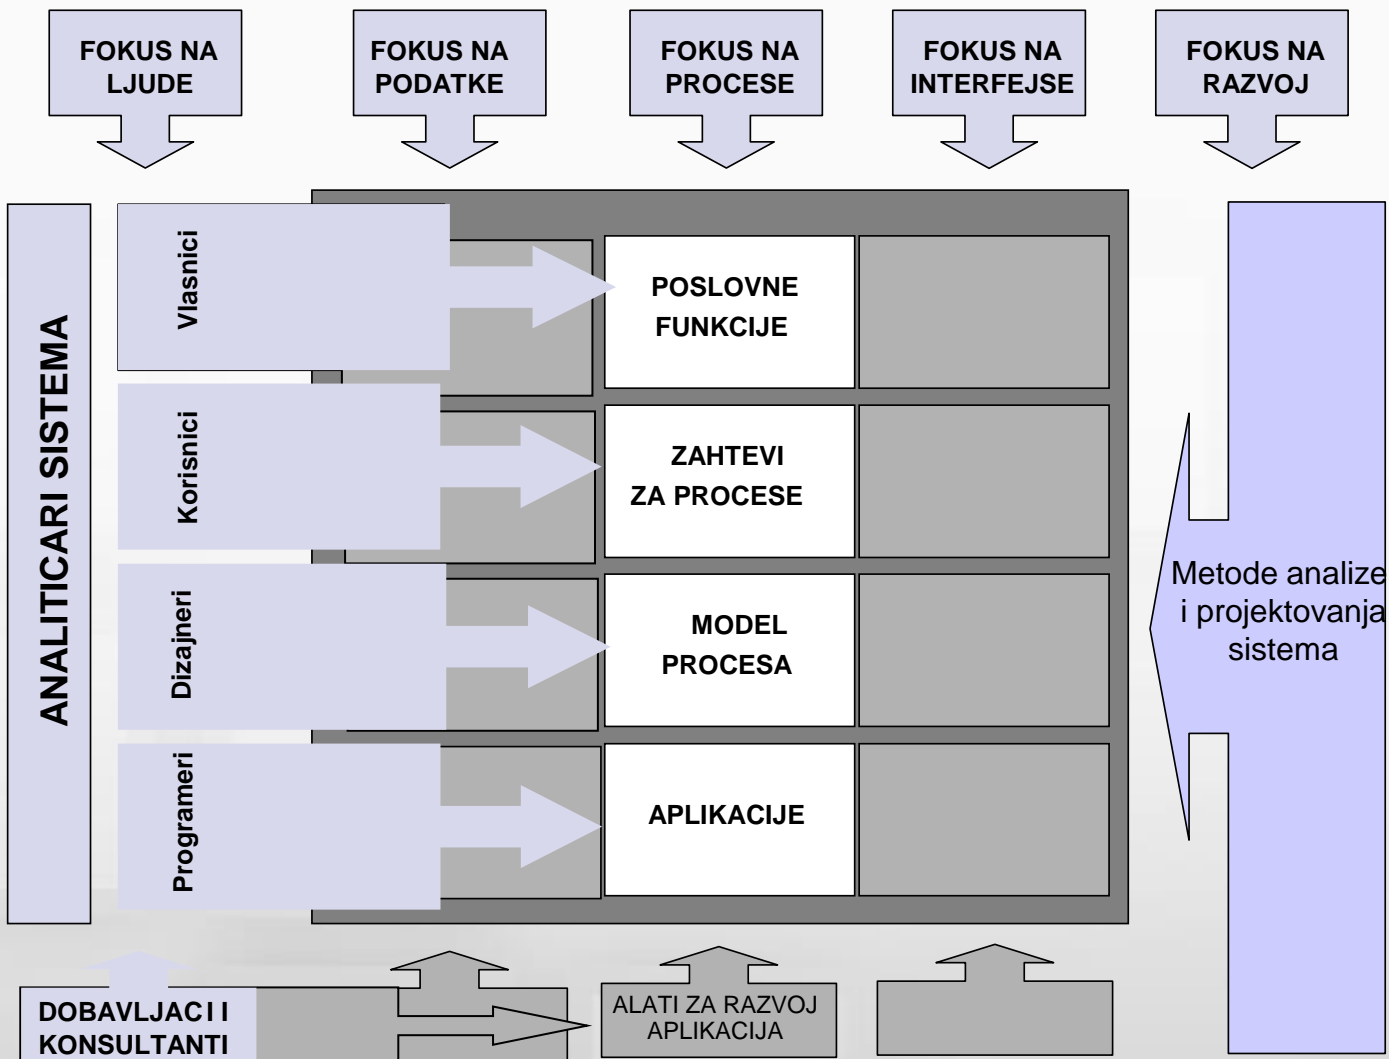 FOKUS NA
LJUDE
FOKUS NA
PODATKE
FOKUS NA
PROCESE
FOKUS NA
INTERFEJSE
FOKUS NA
RAZVOJ
ANALITICARI SISTEMA
Vlasnici
POSLOVNE
FUNKCIJE
Korisnici
ZAHTEVI
ZA PROCESE
Dizajneri
MODEL
PROCESA
Programeri
APLIKACIJE
Metode analize
i projektovanja
sistema
DOBAVLJACI I
KONSULTANTI
ALATI ZA RAZVOJ
APLIKACIJA